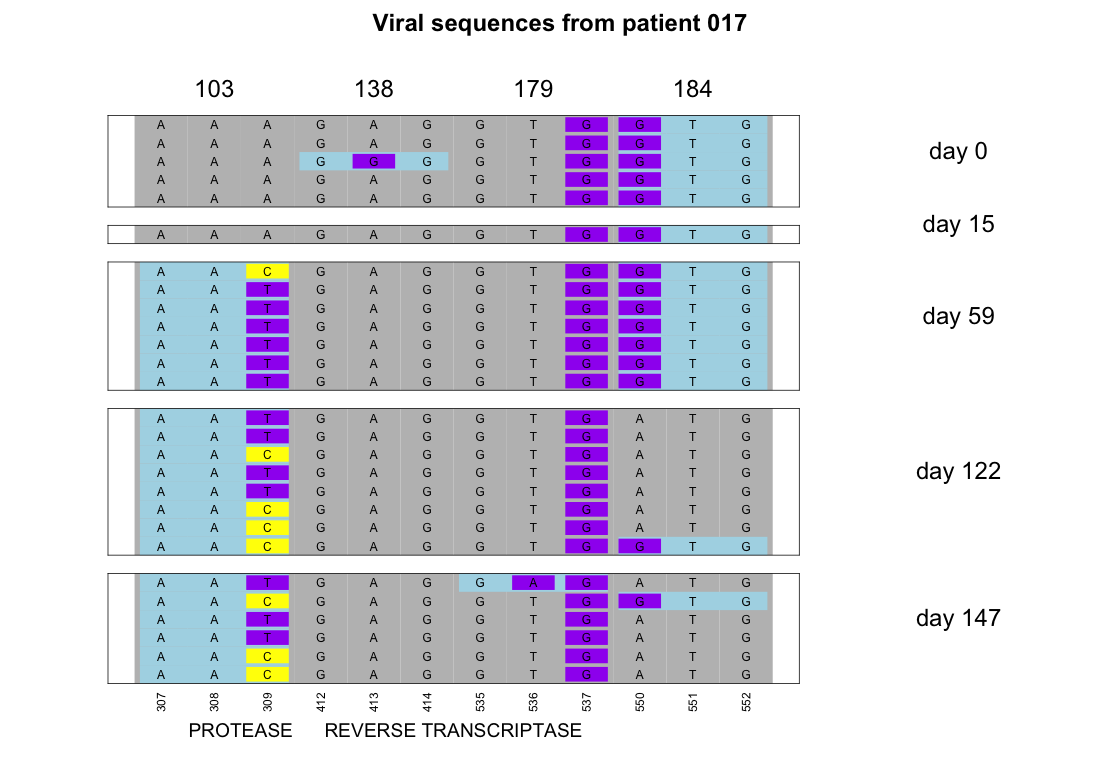 Viral sequences from patient 017
103 138 179 184
A A A G A G G T G G T G
A A A G A G G T G G T G
A A A G G G G T G G T G
A A A G A G G T G G T G
A A A G A G G T G G T G
day 0
A A A G A G G T G G T G
day 15
A A C G A G G T G G T G
A A T G A G G T G G T G
A A T G A G G T G G T G
A A T G A G G T G G T G
A A T G A G G T G G T G
A A T G A G G T G G T G
A A T G A G G T G G T G
day 59
A A T G A G G T G A T G
A A T G A G G T G A T G
A A C G A G G T G A T G
A A T G A G G T G A T G
A A T G A G G T G A T G
A A C G A G G T G A T G
A A C G A G G T G A T G
A A C G A G G T G G T G
day 122
A A T G A G G A G A T G
A A C G A G G T G G T G
A A T G A G G T G A T G
A A T G A G G T G A T G
A A C G A G G T G A T G
A A C G A G G T G A T G
day 147
307 308 309 412 413 414 535 536 537 550 551 552
PROTEASE REVERSE TRANSCRIPTASE